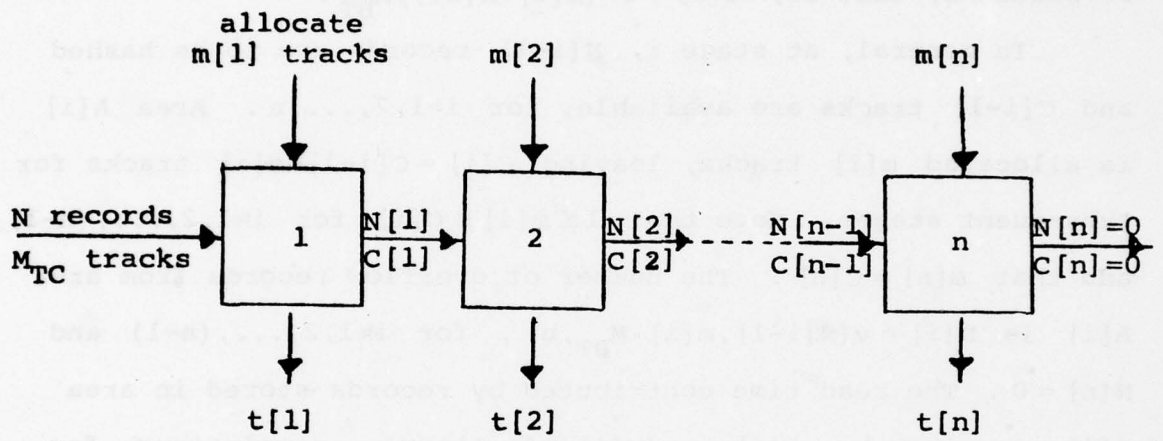 allocate
m[1] tracks m[2] m[n]
N records N[1] N[2] N[n-1] N[n]=0
1 2 n
M_TC tracks C[1] C[2] C[n-1] C[n]=0
t[1] t[2] t[n]